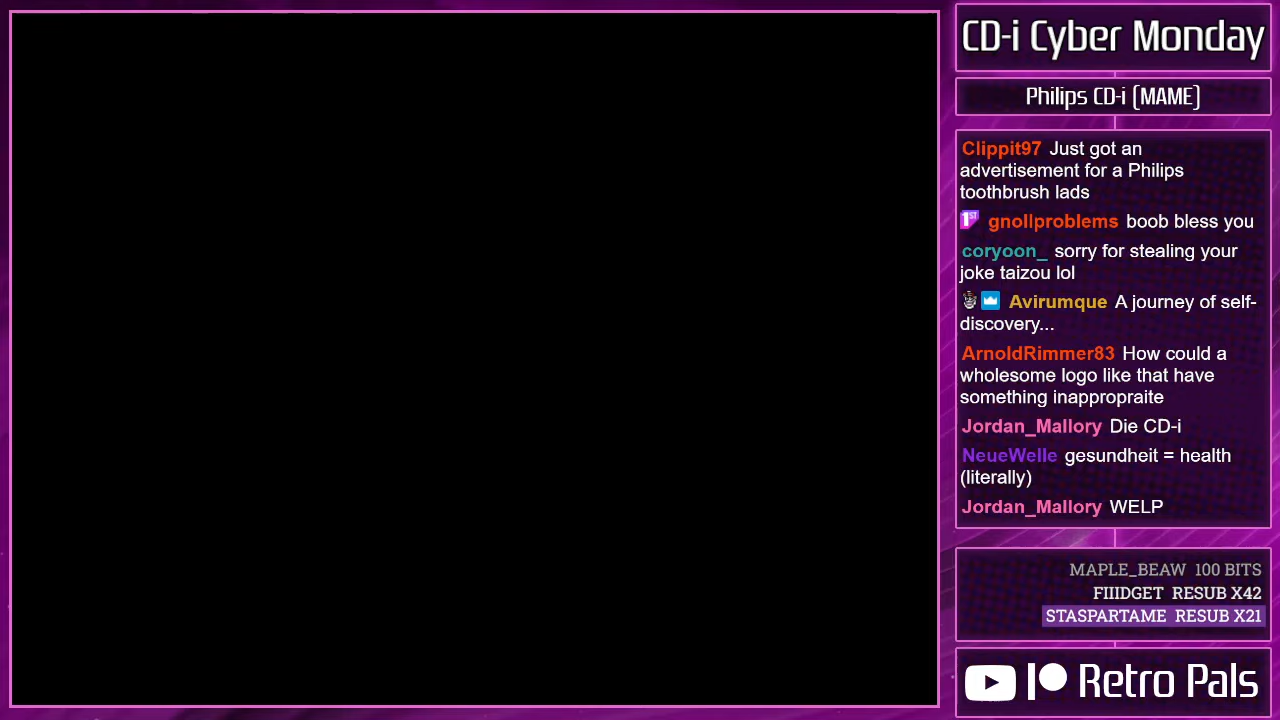 CD-i Cyber Monday
Philips CD-i [MAME]
Clippit97 Just got an
advertisement for a Philips
toothbrush lads
1ST gnollproblems boob bless you
coryoon_ sorry for stealing your
joke taizou lol
Avirumque A journey of self-
discovery...
ArnoldRimmer83 How could a
wholesome logo like that have
something inappropraite
Jordan_Mallory Die CD-i
NeueWelle gesundheit = health
(literally)
Jordan_Mallory WELP
MAPLE_BEAW 100 BITS
FIIIDGET RESUB X42
STASPARTAME RESUB X21
Retro Pals